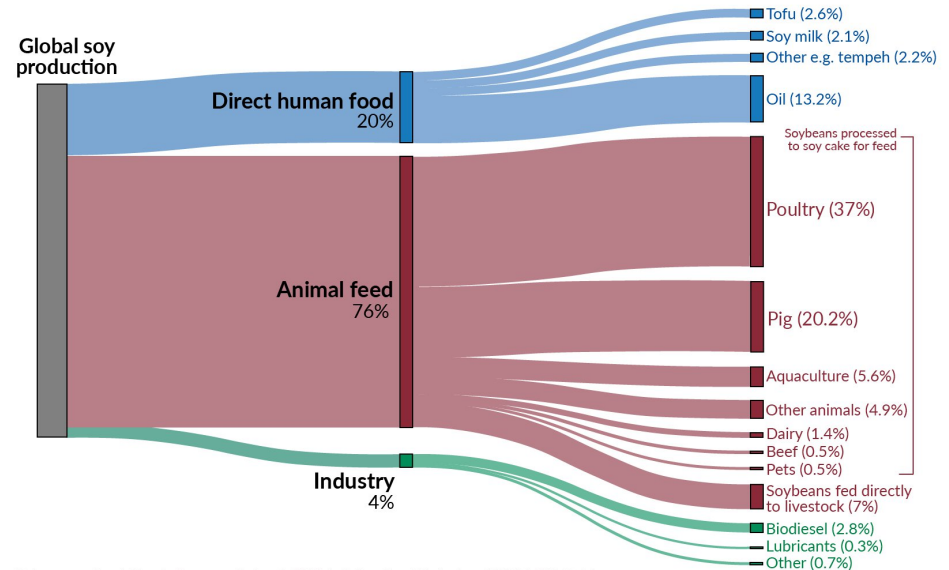 Global soy
production
Direct human food
20%
Animal feed
76%
Industry
4%
Tofu (2.6%)
Soy milk (2.1%)
Other e.g. tempeh (2.2%)
Oil (13.2%)
Soybeans processed
to soy cake for feed
Poultry (37%)
Pig (20.2%)
Aquaculture (5.6%)
Other animals (4.9%)
Dairy (1.4%)
Beef (0.5%)
Pets (0.5%)
Soybeans fed directly
to livestock (7%)
Biodiesel (2.8%)
Lubricants (0.3%)
Other (0.7%)